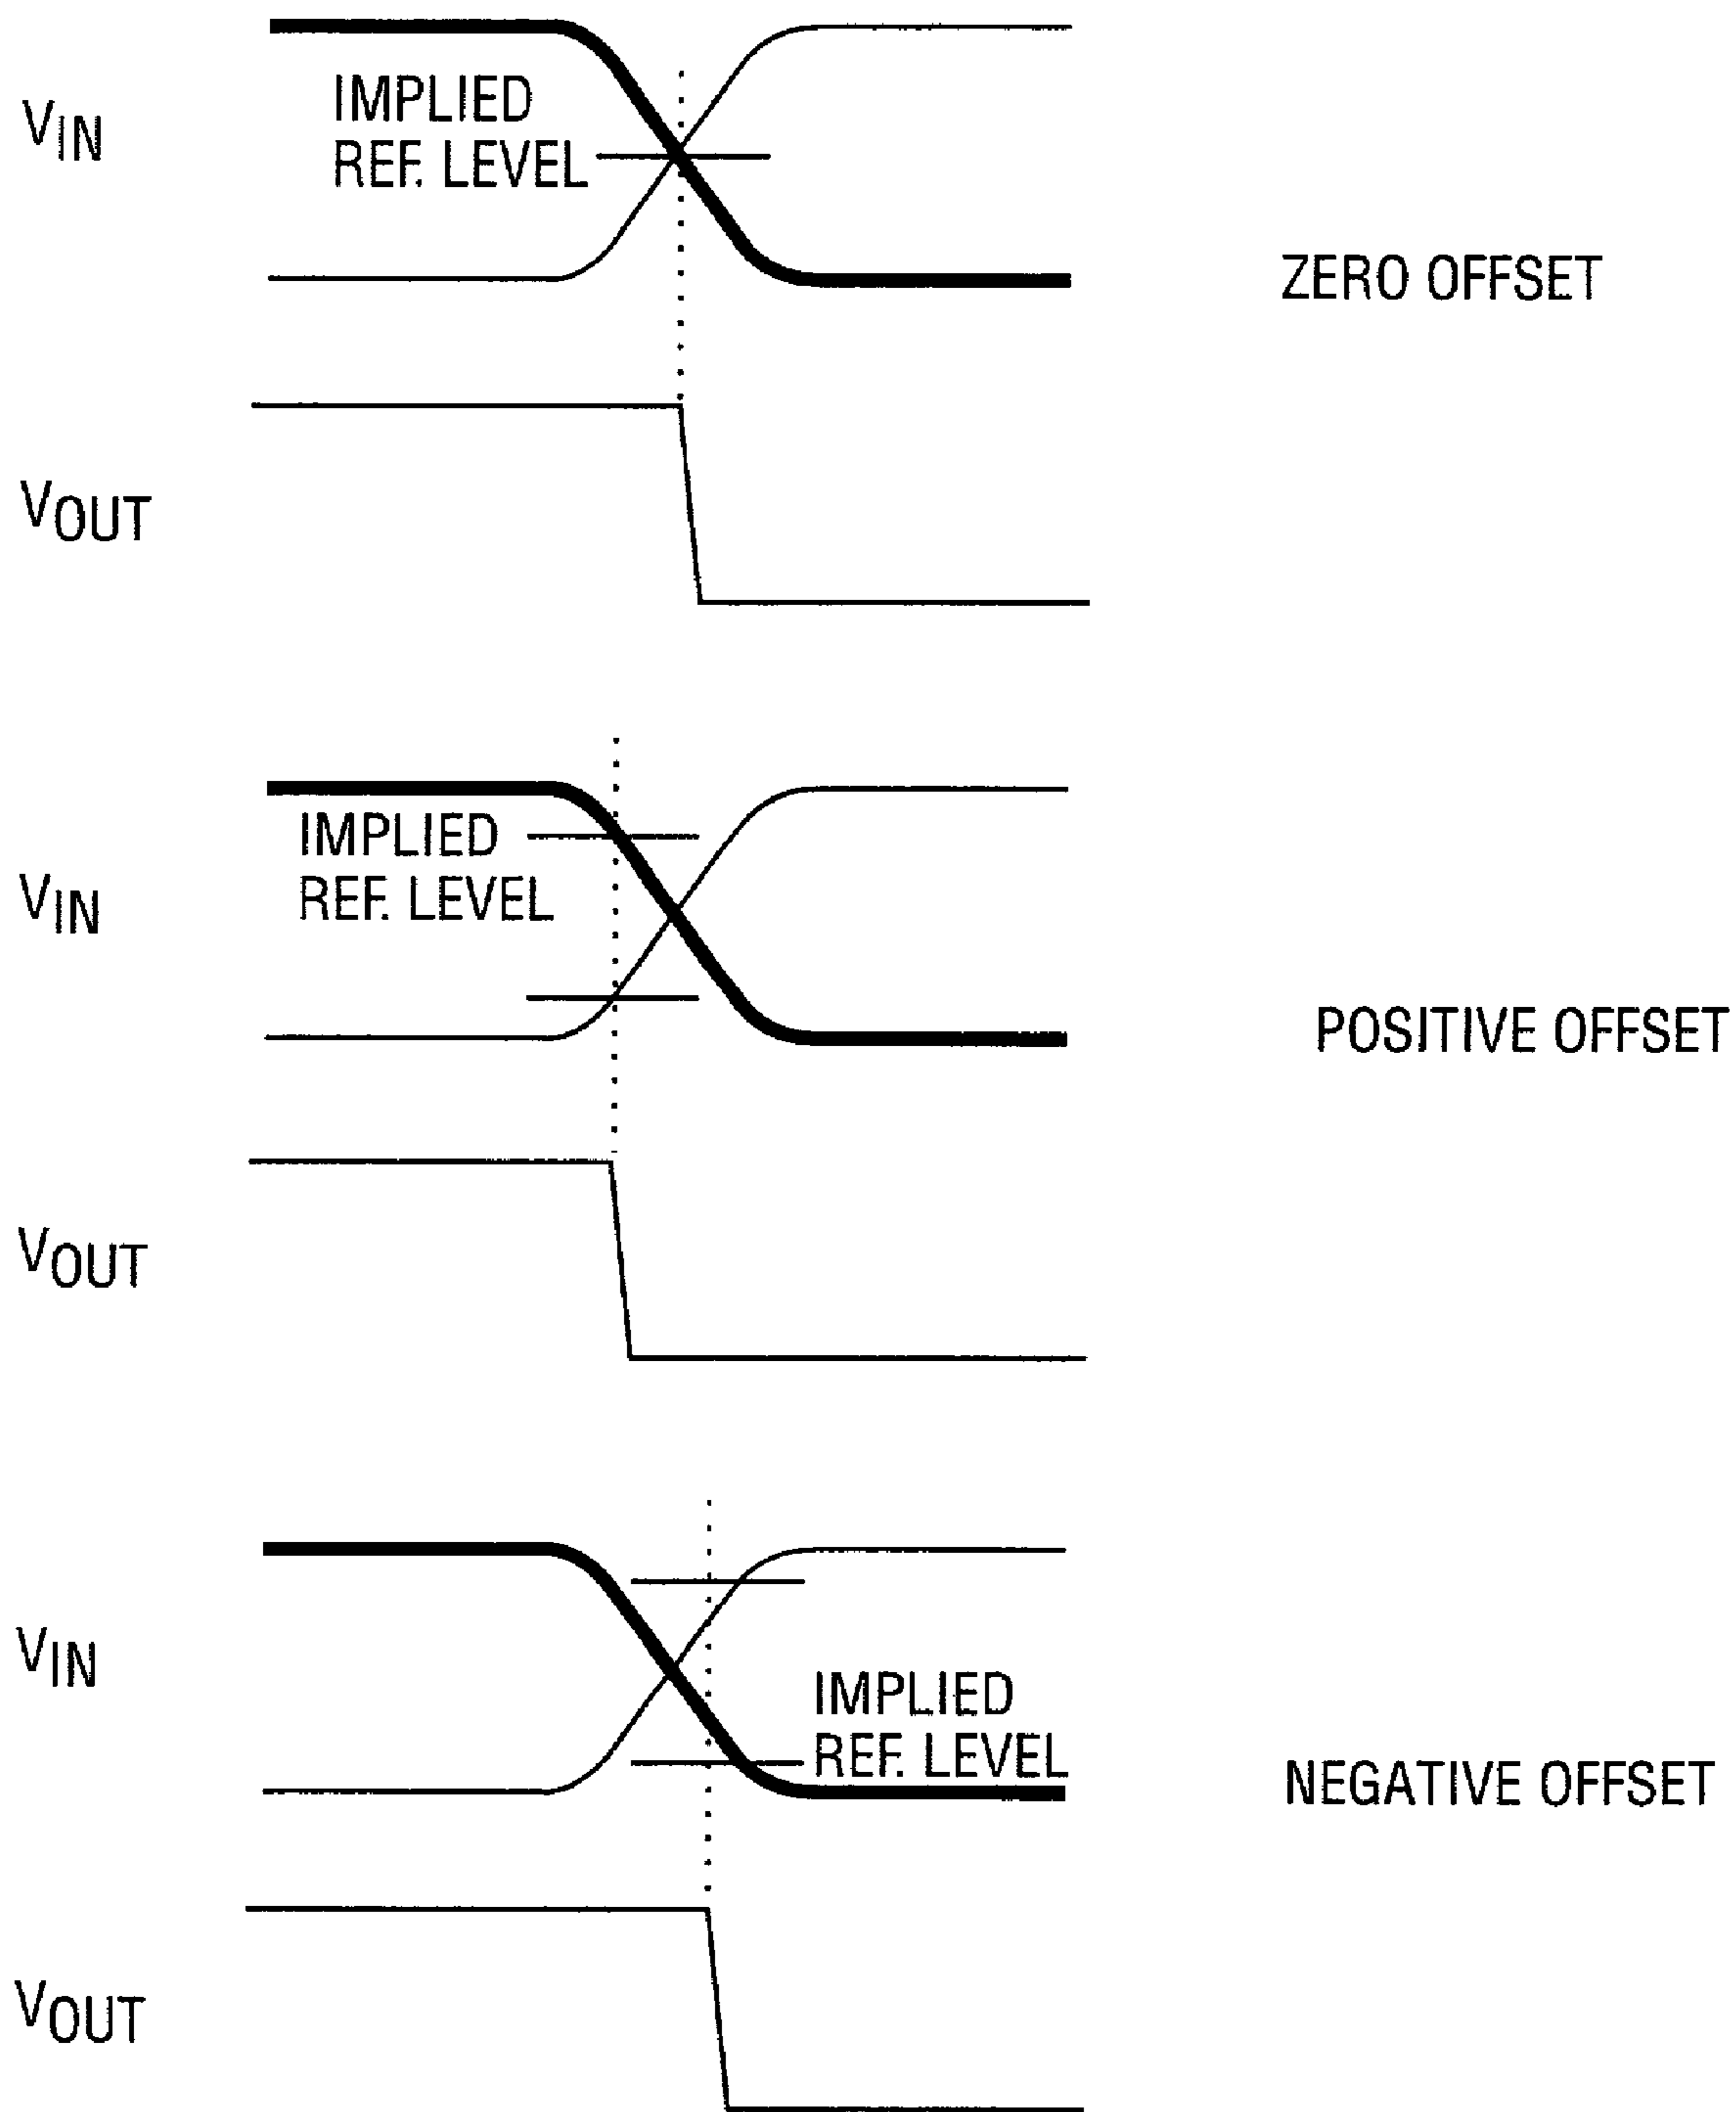 VIN
IMPLIED
REF. LEVEL
ZERO OFFSET
VOUT
IMPLIED
REF. LEVEL
VIN
POSITIVE OFFSET
VOUT
VIN
IMPLIED
REF. LEVEL
NEGATIVE OFFSET
VOUT